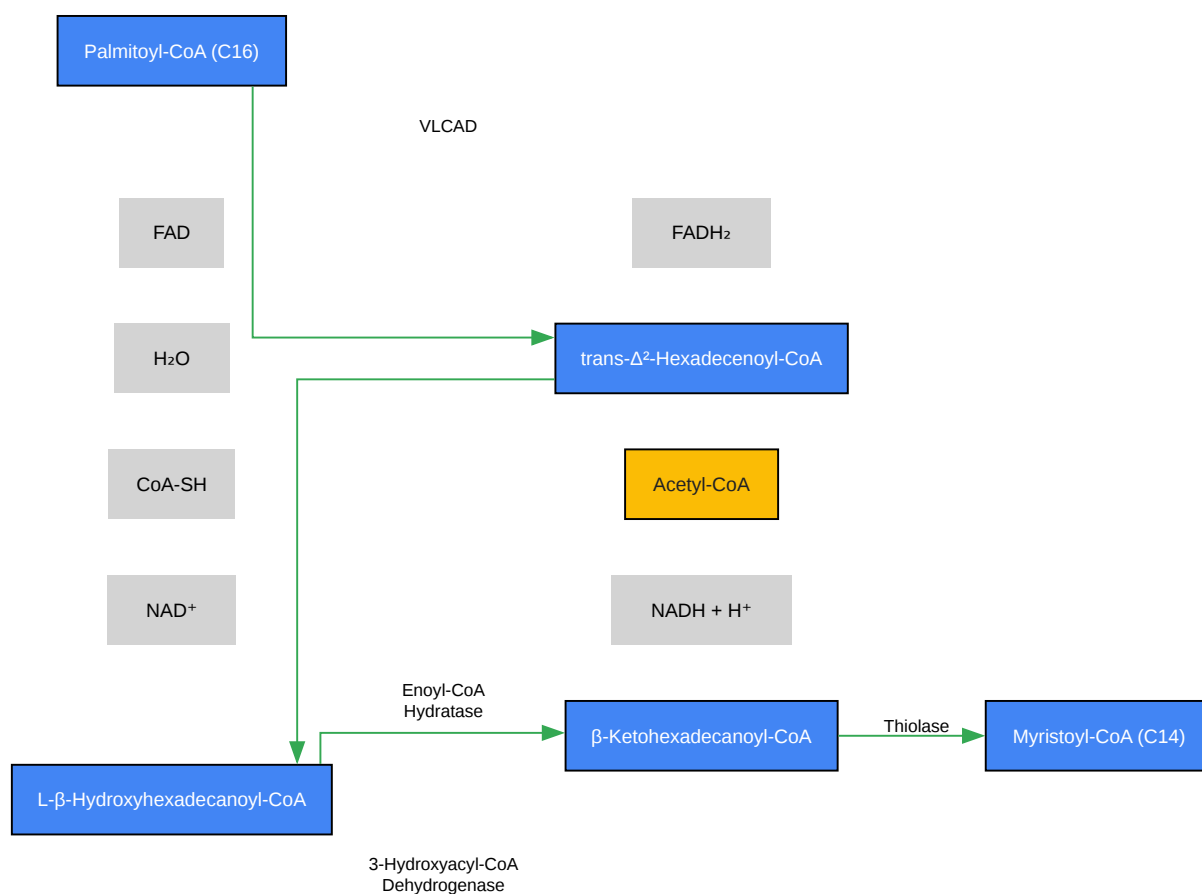 Palmitoyl-CoA (C16)
VLCAD
FAD
FADH₂
H₂O
trans-Δ²-Hexadecenoyl-CoA
CoA-SH
Acetyl-CoA
NAD⁺
NADH + H⁺
Enoyl-CoA
Hydratase
β-Ketohexadecanoyl-CoA
Thiolase
Myristoyl-CoA (C14)
L-β-Hydroxyhexadecanoyl-CoA
3-Hydroxyacyl-CoA
Dehydrogenase